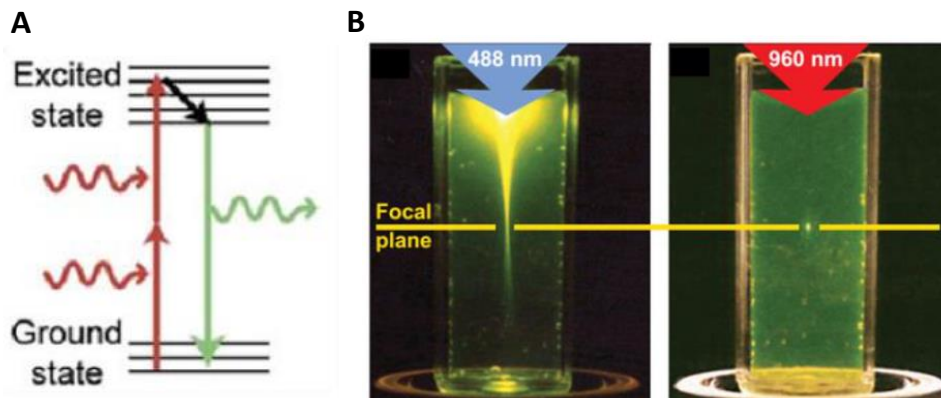 A
Excited
state
Ground
state
B
488 nm
960 nm
Focal
plane